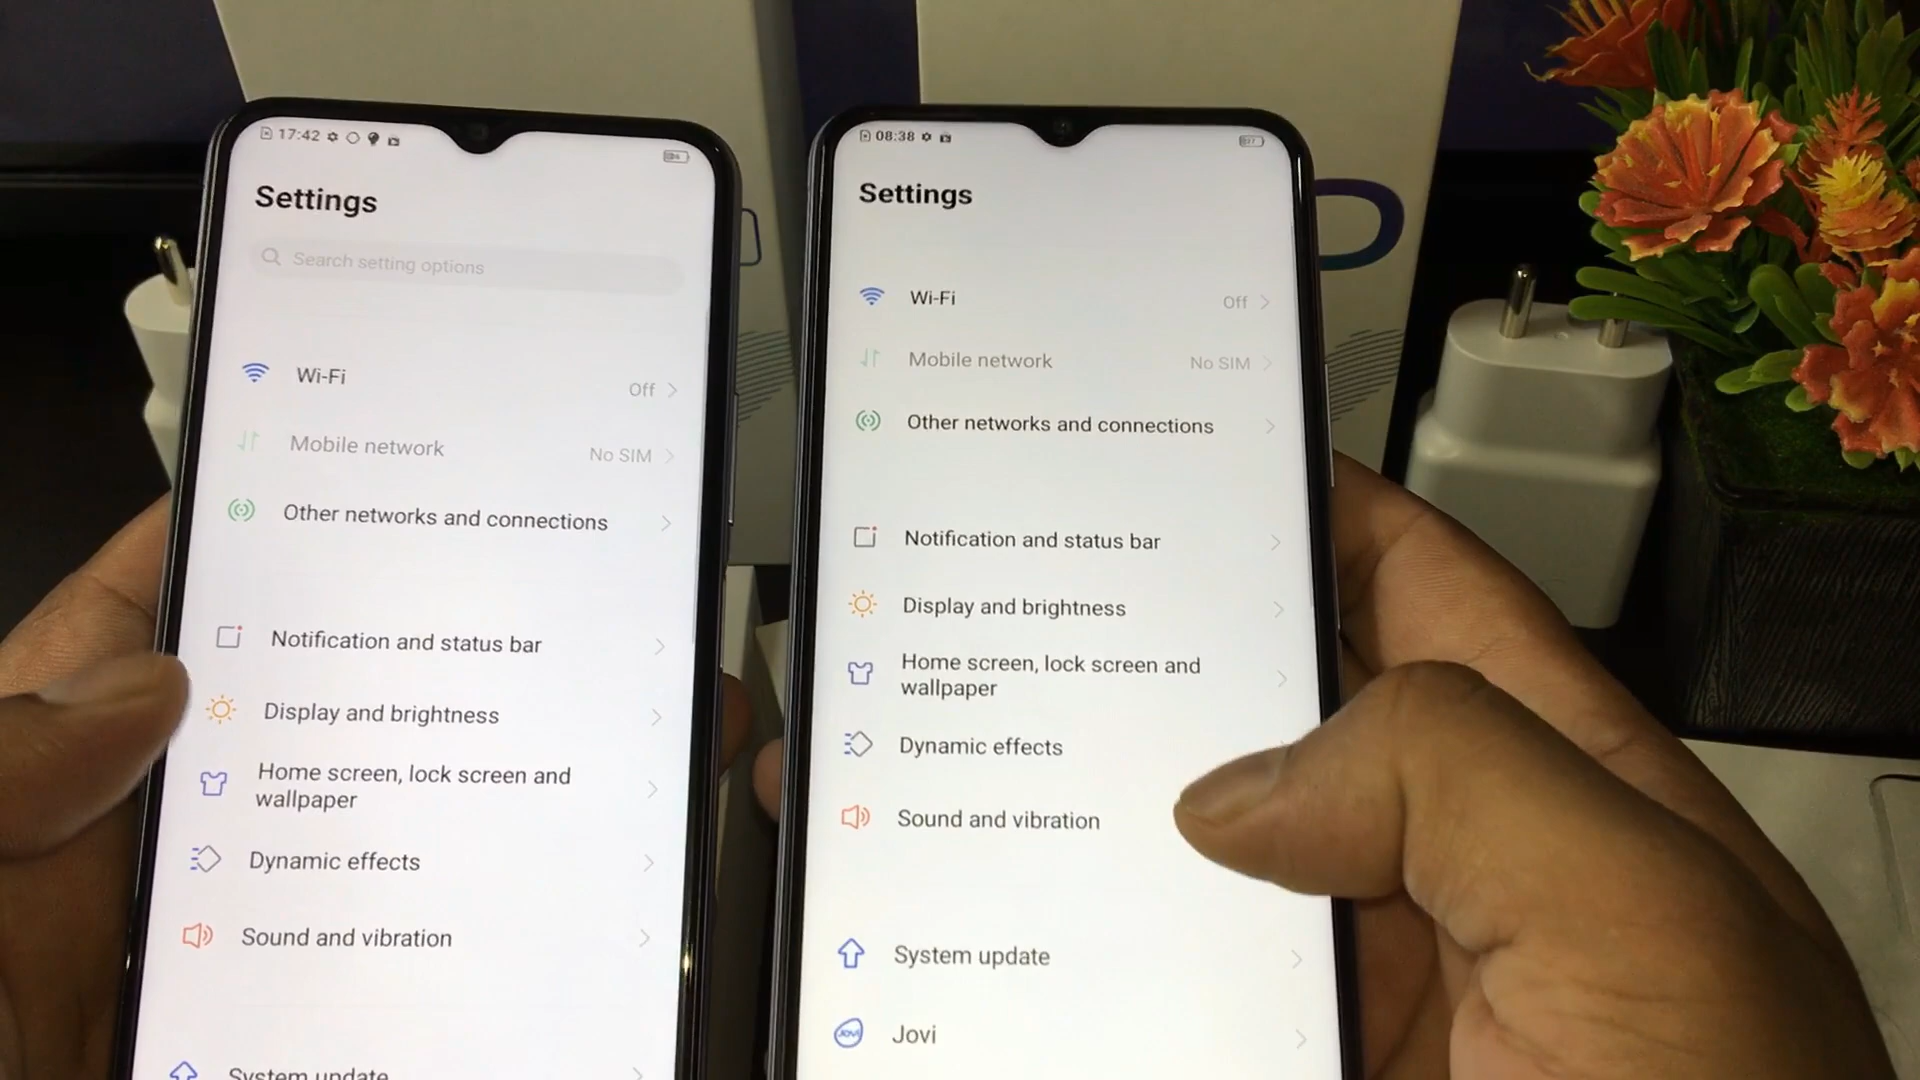 17:42
Settings
Search setting options
Wi-Fi
Off
Mobile network
No SIM
Other networks and connections
Notification and status bar
Display and brightness
Home screen, lock screen and
wallpaper
Dynamic effects
Sound and vibration
System update
08:38
Settings
Wi-Fi
Off
Mobile network
No SIM
Other networks and connections
Notification and status bar
Display and brightness
Home screen, lock screen and
wallpaper
Dynamic effects
Sound and vibration
System update
JOVI
Jovi